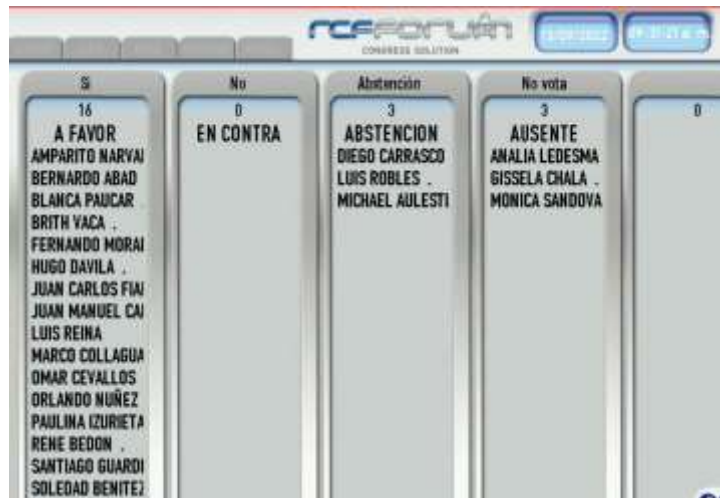 RCFFORUM
CONGRESS SOLUTION
Si
16
A FAVOR
AMPARITO NARVAI
BERNARDO ABAD
BLANCA PAUCAR
BRITH VACA .
FERNANDO MORAI
HUGO DAVILA .
JUAN CARLOS FIAI
JUAN MANUEL CAI
LUIS REINA
MARCO COLLAGUA
OMAR CEVALLOS
ORLANDO NUÑEZ
PAULINA IZURIETA
RENE BEDON .
SANTIAGO GUARDI
SOLEDAD BENITEZ
No
0
EN CONTRA
Abstención
3
ABSTENCION
DIEGO CARRASCO
LUIS ROBLES .
MICHAEL AULESTI
No vota
3
AUSENTE
ANALIA LEDESMA
GISSELA CHALA .
MONICA SANDOVA
0